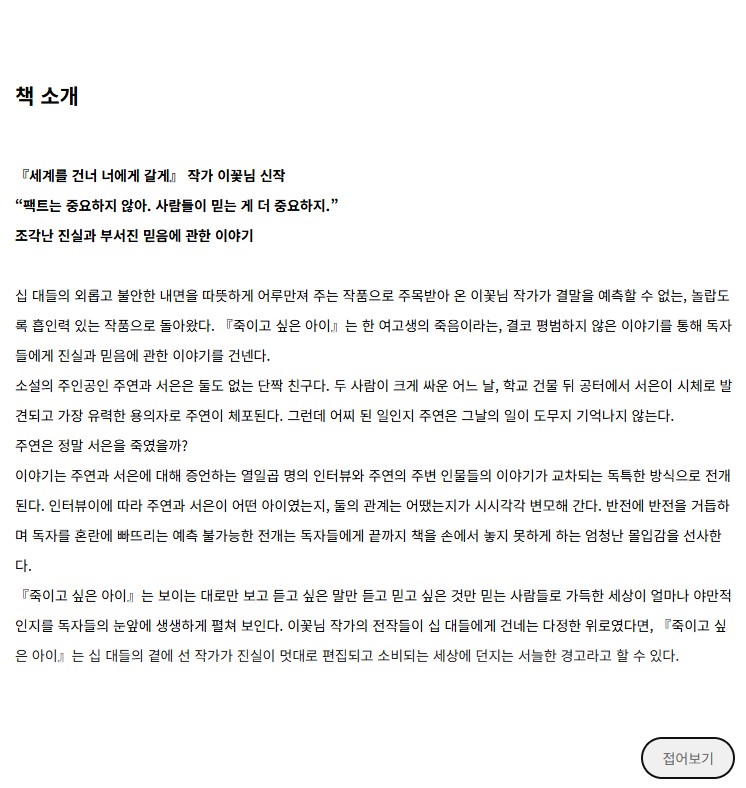 책 소개
『세계를 건너 너에게 갈게』 작가 이꽃님 신작
“팩트는 중요하지 않아. 사람들이 믿는 게 더 중요하지.”
조각난 진실과 부서진 믿음에 관한 이야기
십 대들의 외롭고 불안한 내면을 따뜻하게 어루만져 주는 작품으로 주목받아 온 이꽃님 작가가 결말을 예측할 수 없는, 놀랍도
록 흡인력 있는 작품으로 돌아왔다. 『죽이고 싶은 아이』는 한 여고생의 죽음이라는, 결코 평범하지 않은 이야기를 통해 독자
들에게 진실과 믿음에 관한 이야기를 건넨다.
소설의 주인공인 주연과 서은은 둘도 없는 단짝 친구다. 두 사람이 크게 싸운 어느 날, 학교 건물 뒤 공터에서 서은이 시체로 발
견되고 가장 유력한 용의자로 주연이 체포된다. 그런데 어찌 된 일인지 주연은 그날의 일이 도무지 기억나지 않는다.
주연은 정말 서은을 죽였을까?
이야기는 주연과 서은에 대해 증언하는 열일곱 명의 인터뷰와 주연의 주변 인물들의 이야기가 교차되는 독특한 방식으로 전개
된다. 인터뷰이에 따라 주연과 서은이 어떤 아이였는지, 둘의 관계는 어땠는지가 시시각각 변모해 간다. 반전에 반전을 거듭하
며 독자를 혼란에 빠뜨리는 예측 불가능한 전개는 독자들에게 끝까지 책을 손에서 놓지 못하게 하는 엄청난 몰입감을 선사한
다.
『죽이고 싶은 아이』는 보이는 대로만 보고 듣고 싶은 말만 듣고 믿고 싶은 것만 믿는 사람들로 가득한 세상이 얼마나 야만적
인지를 독자들의 눈앞에 생생하게 펼쳐 보인다. 이꽃님 작가의 전작들이 십 대들에게 건네는 다정한 위로였다면, 『죽이고 싶
은 아이』는 십 대들의 곁에 선 작가가 진실이 멋대로 편집되고 소비되는 세상에 던지는 서늘한 경고라고 할 수 있다.
접어보기